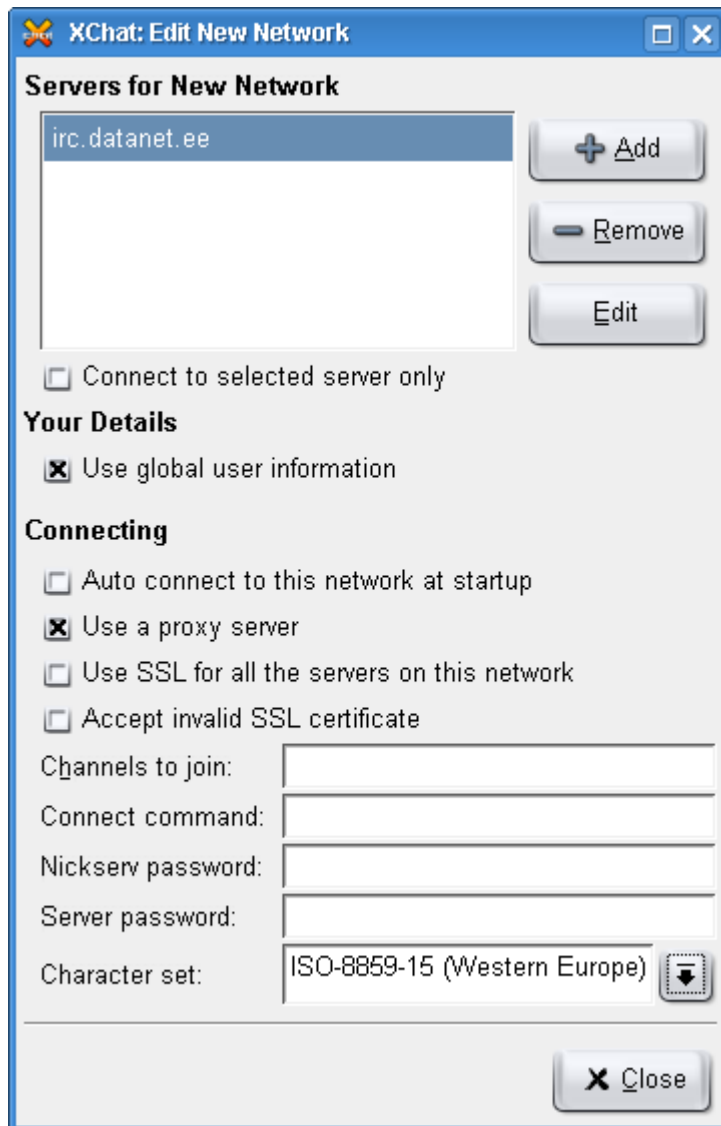 XChat: Edit New Network
Servers for New Network
irc.datanet.ee
Add
Remove
Edit
Connect to selected server only
Your Details
Use global user information
Connecting
Auto connect to this network at startup
Use a proxy server
Use SSL for all the servers on this network
Accept invalid SSL certificate
Channels to join:
Connect command:
Nickserv password:
Server password:
Character set: ISO-8859-15 (Western Europe)
Close